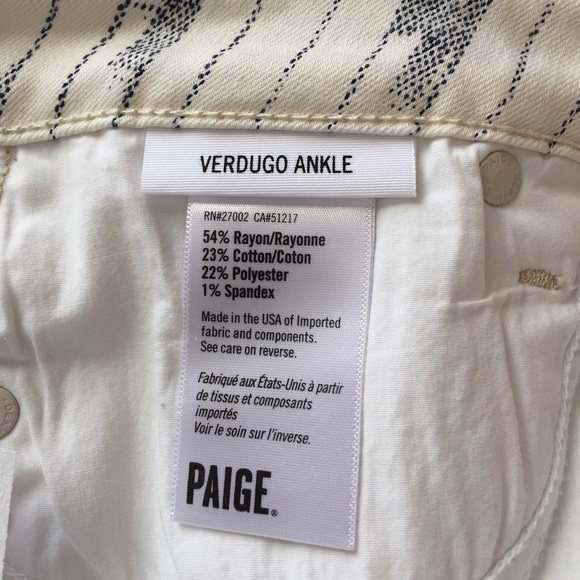 VERDUGO ANKLE
RN#27002 CA#51217
54% Rayon/Rayonne
23% Cotton/Coton
22% Polyester
1% Spandex
Made in the USA of Imported
fabric and components.
See care on reverse.
Fabriqué aux États-Unis à partir
de tissus et composants
importés
Voir le soin sur l'inverse.
PAIGE®
PAIGE